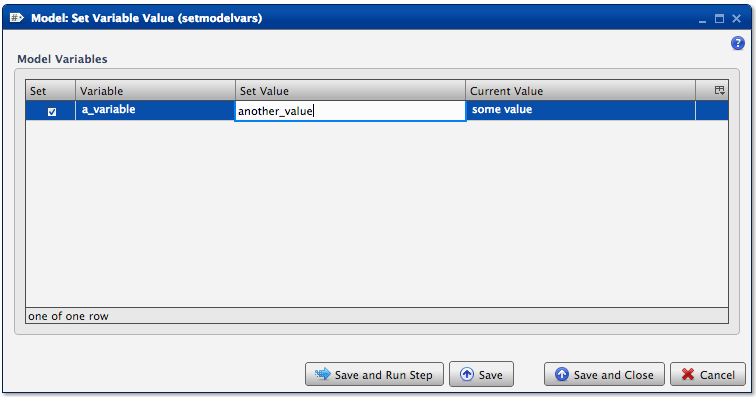 Model: Set Variable Value (setmodelvars)
Model Variables
Set Variable Set Value Current Value
a_variable another_value some value
one of one row
Save and Run Step Save Save and Close Cancel